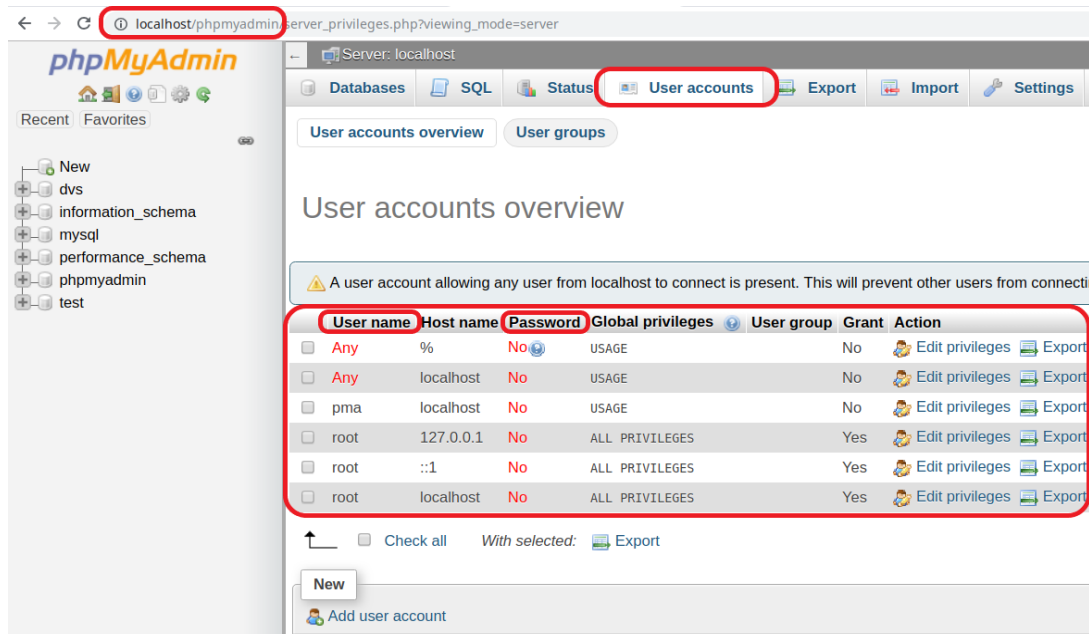 localhost/phpmyadmin/server_privileges.php?viewing_mode=server
phpMyAdmin
Recent Favorites
New
dvs
information_schema
mysql
performance_schema
phpmyadmin
test
Server: localhost
Databases SQL Status User accounts Export Import Settings
User accounts overview User groups
User accounts overview
A user account allowing any user from localhost to connect is present. This will prevent other users from connecti
User name Host name Password Global privileges User group Grant Action
Any % No USAGE No Edit privileges Export
Any localhost No USAGE No Edit privileges Export
pma localhost No USAGE No Edit privileges Export
root 127.0.0.1 No ALL PRIVILEGES Yes Edit privileges Export
root ::1 No ALL PRIVILEGES Yes Edit privileges Export
root localhost No ALL PRIVILEGES Yes Edit privileges Export
Check all With selected: Export
New
Add user account